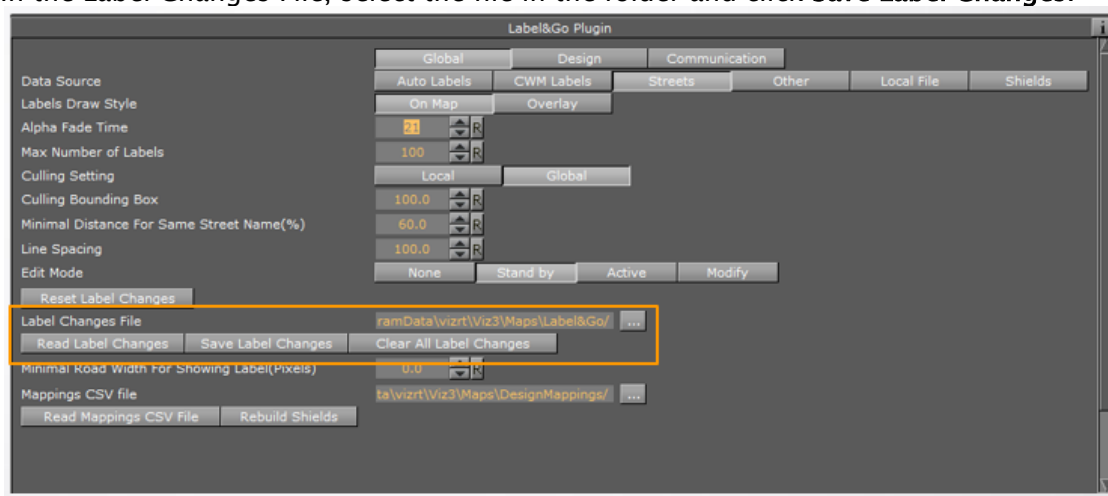 In the Label Changes File, select the file in the folder and click Save Label Changes.
Label&Go Plugin
i
Global Design Communication
Data Source Auto Labels CWM Labels Streets Other Local File Shields
Labels Draw Style On Map Overlay
Alpha Fade Time 21 R
Max Number of Labels 100 R
Culling Setting Local Global
Culling Bounding Box 100.0 R
Minimal Distance For Same Street Name(%) 60.0 R
Line Spacing 100.0 R
Edit Mode None Stand by Active Modify
Reset Label Changes
Label Changes File ramData\vizrt\Viz3\Maps\Label&Go/ ...
Read Label Changes Save Label Changes Clear All Label Changes
Minimal Road Width For Showing Label(Pixels) 0.0 R
Mappings CSV file ta\vizrt\Viz3\Maps\DesignMappings/ ...
Read Mappings CSV File Rebuild Shields